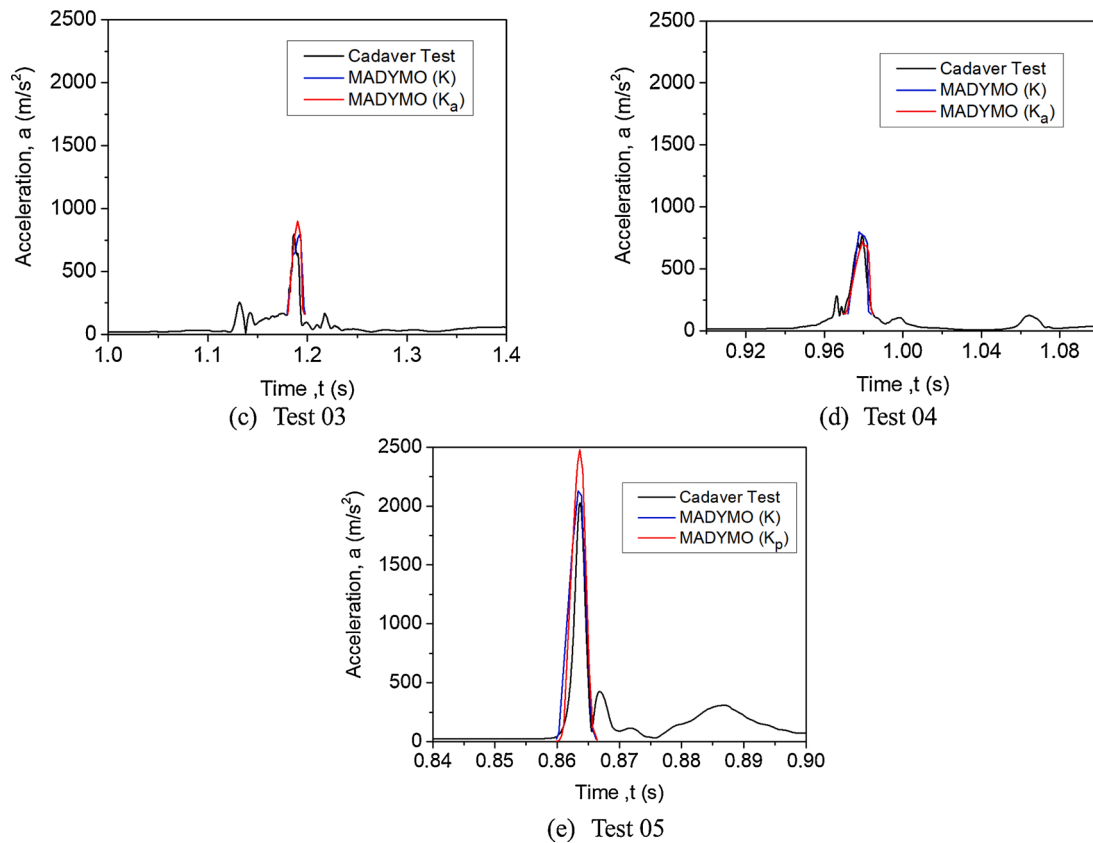 2500
2000
1500
1000
500
0
Acceleration, a (m/s²)
Cadaver Test
MADYMO (K)
MADYMO (Kₐ)
1.0 1.1 1.2 1.3 1.4
Time ,t (s)
(c) Test 03
2500
2000
1500
1000
500
0
Acceleration, a (m/s²)
Cadaver Test
MADYMO (K)
MADYMO (Kₐ)
0.92 0.96 1.00 1.04 1.08
Time ,t (s)
(d) Test 04
2500
2000
1500
1000
500
0
Acceleration, a (m/s²)
Cadaver Test
MADYMO (K)
MADYMO (Kₚ)
0.84 0.85 0.86 0.87 0.88 0.89 0.90
Time ,t (s)
(e) Test 05